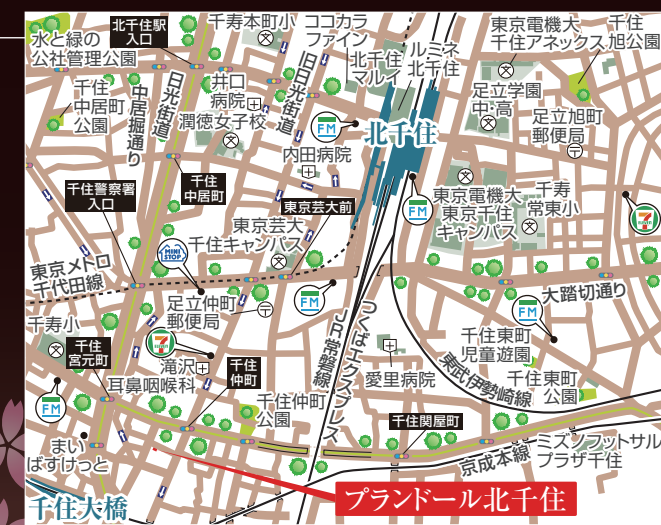 水と緑の
公社管理公園
北千住駅
入口
千寿本町小
ココカラ
ファイン
北千住
マルイ
ルミネ
北千住
東京電機大
千住アネックス
千住
旭公園
千住
中居町
公園
中居堀通り
日光街道
井口
病院
旧日光街道
潤徳女子校
FM
北千住
足立学園
中・高
足立旭町
郵便局
内田病院
千住警察署
入口
千住
中居町
東京芸大前
FM
東京電機大
東京千住
キャンパス
千寿
常東小
7
ELEVEN
東京芸大
千住キャンパス
MINI
STOP
東京メトロ
千代田線
足立仲町
郵便局
FM
大踏切通り
FM
千寿小
千住
宮元町
7
ELEVEN
滝沢
耳鼻咽喉科
千住
仲町
つくばエクスプレス
JR常磐線
愛里病院
千住東町
児童遊園
東武伊勢崎線
千住東町
公園
FM
千住仲町
公園
千住関屋町
まい
ばすけっと
京成本線
ミズノフットサル
プラザ千住
千住大橋
プランドール北千住